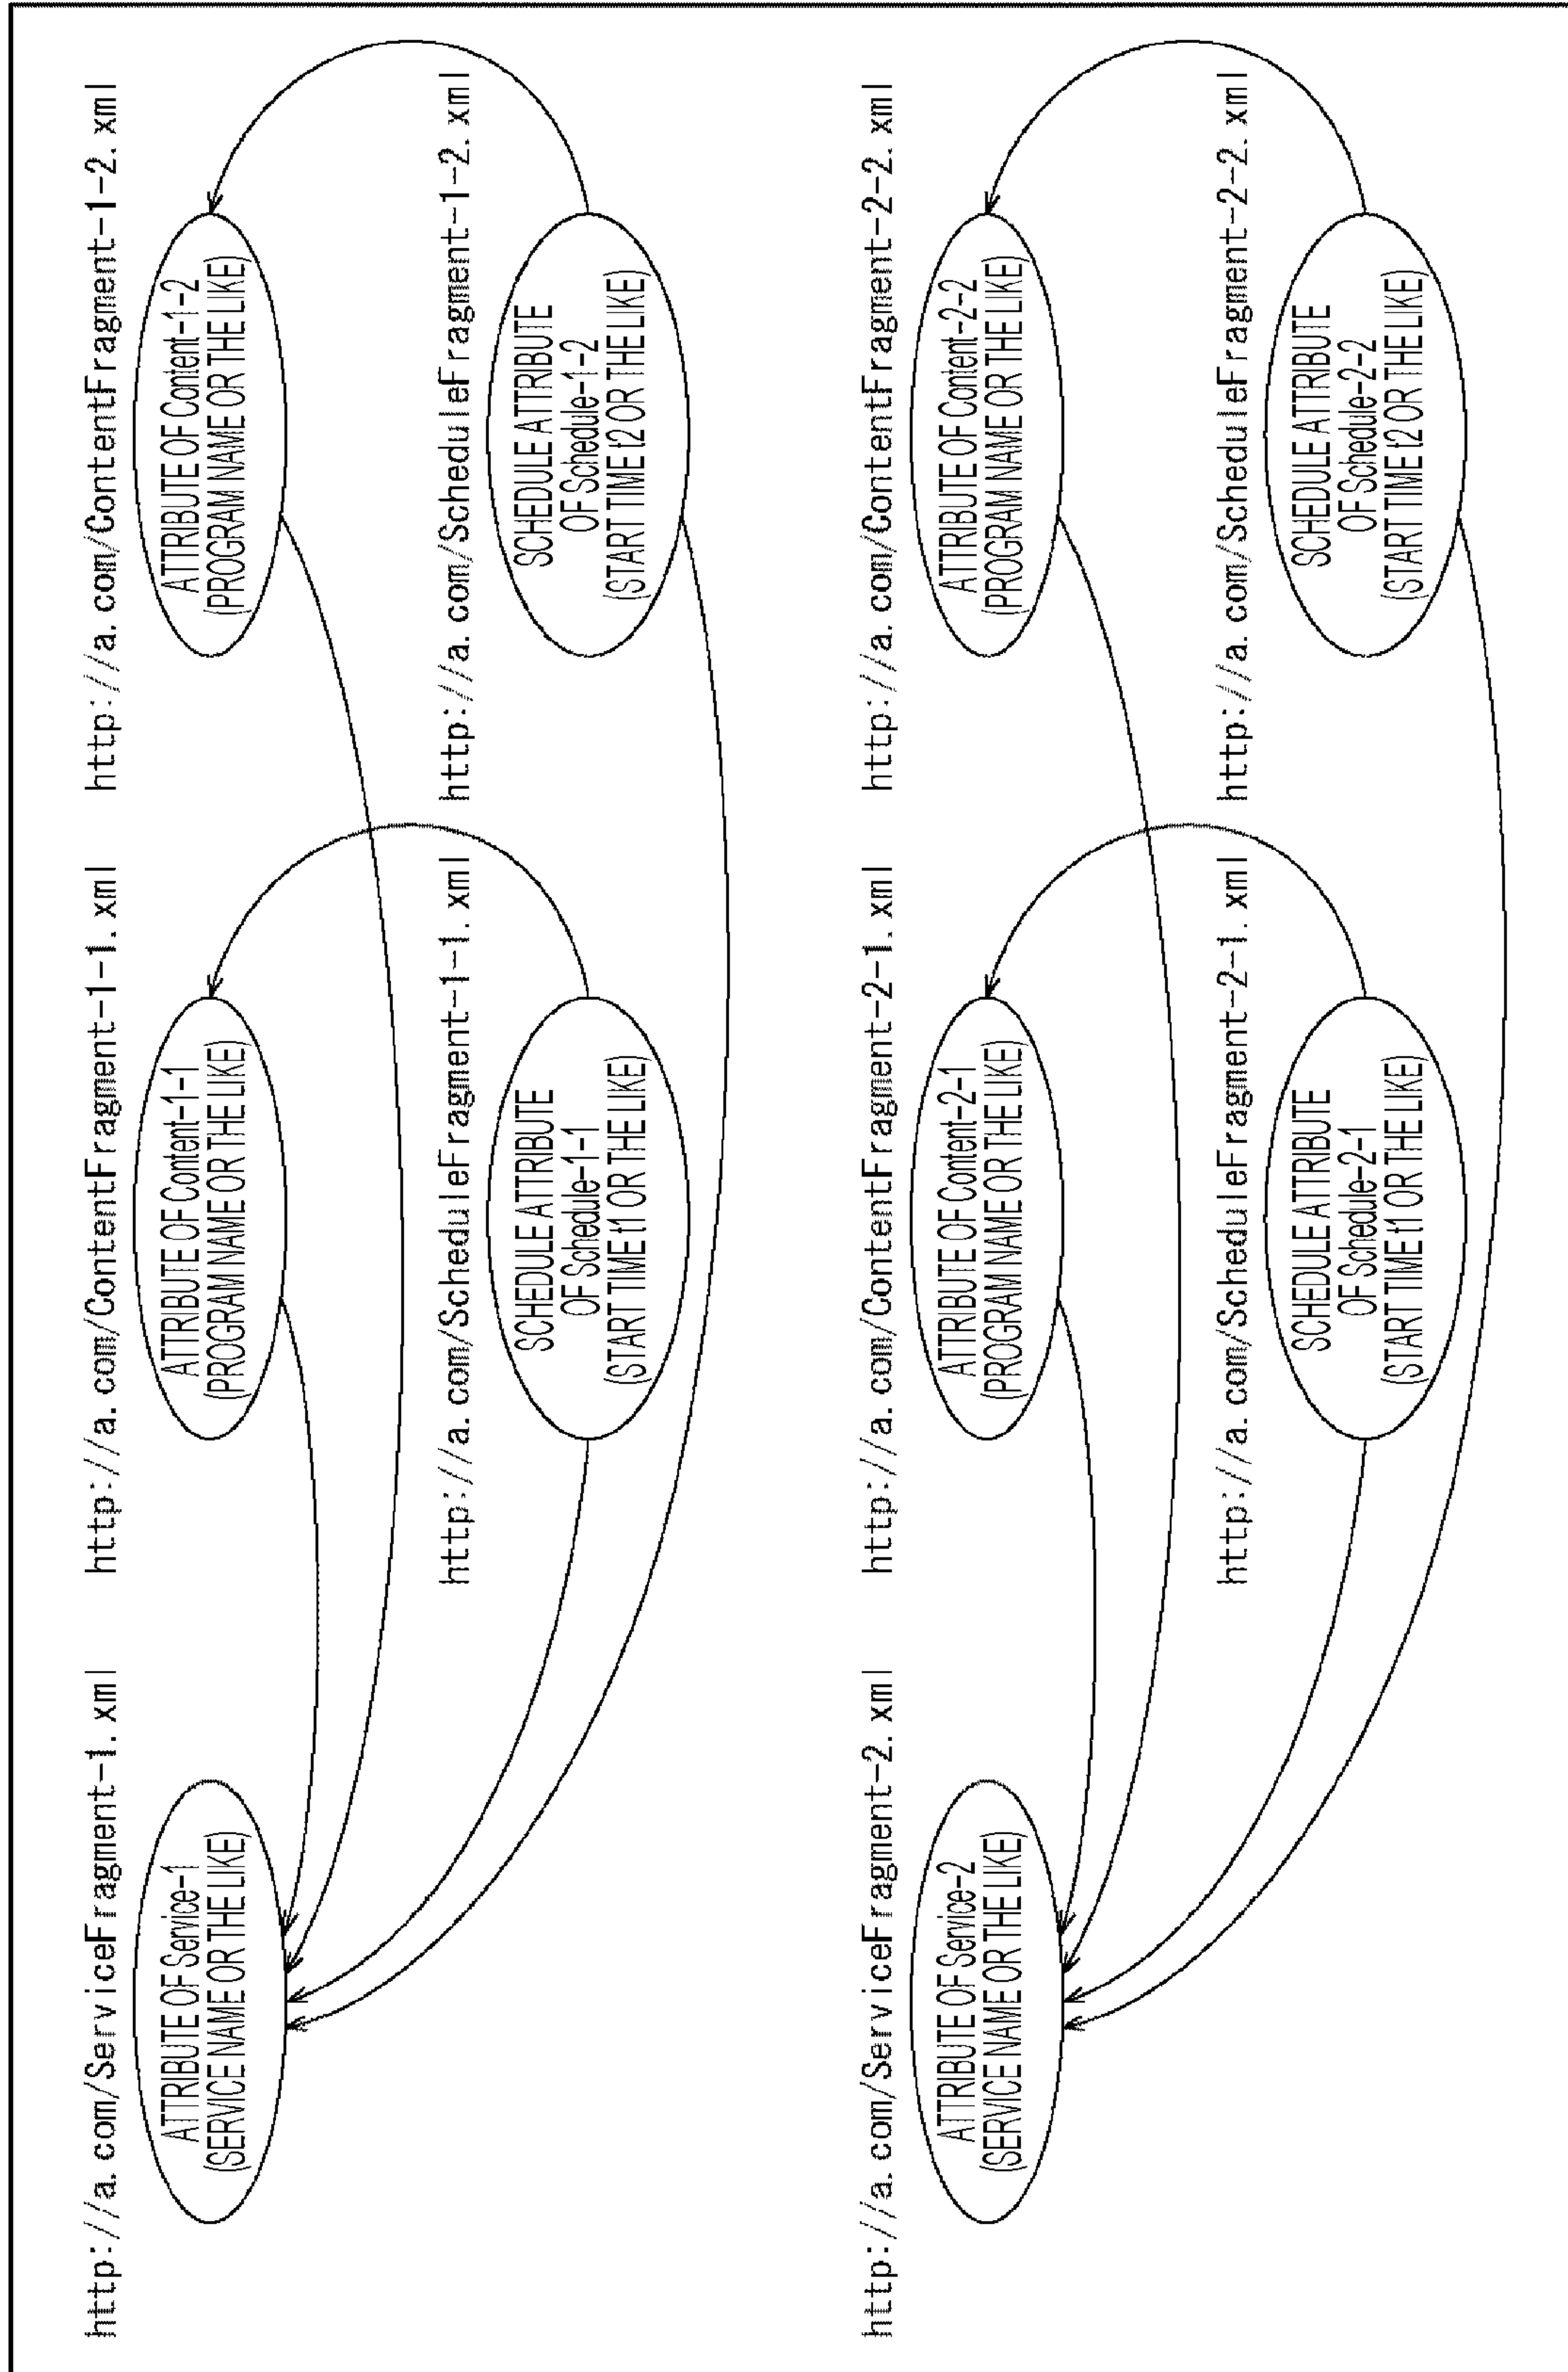 http://a.com/ServiceFragment-1.xml
ATTRIBUTE OF Service-1
(SERVICE NAME OR THE LIKE)
http://a.com/ContentFragment-1-1.xml
ATTRIBUTE OF Content-1-1
(PROGRAM NAME OR THE LIKE)
http://a.com/ContentFragment-1-2.xml
ATTRIBUTE OF Content-1-2
(PROGRAM NAME OR THE LIKE)
http://a.com/ScheduleFragment-1-1.xml
SCHEDULE ATTRIBUTE
OF Schedule-1-1
(START TIME t1 OR THE LIKE)
http://a.com/ScheduleFragment-1-2.xml
SCHEDULE ATTRIBUTE
OF Schedule-1-2
(START TIME t2 OR THE LIKE)
http://a.com/ServiceFragment-2.xml
ATTRIBUTE OF Service-2
(SERVICE NAME OR THE LIKE)
http://a.com/ContentFragment-2-1.xml
ATTRIBUTE OF Content-2-1
(PROGRAM NAME OR THE LIKE)
http://a.com/ContentFragment-2-2.xml
ATTRIBUTE OF Content-2-2
(PROGRAM NAME OR THE LIKE)
http://a.com/ScheduleFragment-2-1.xml
SCHEDULE ATTRIBUTE
OF Schedule-2-1
(START TIME t1 OR THE LIKE)
http://a.com/ScheduleFragment-2-2.xml
SCHEDULE ATTRIBUTE
OF Schedule-2-2
(START TIME t2 OR THE LIKE)